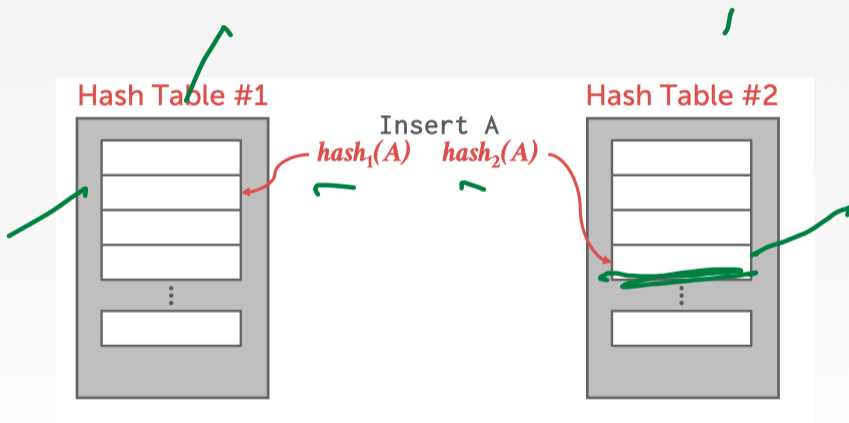 Hash Table #1
Hash Table #2
Insert A
hash₁(A) hash₂(A)